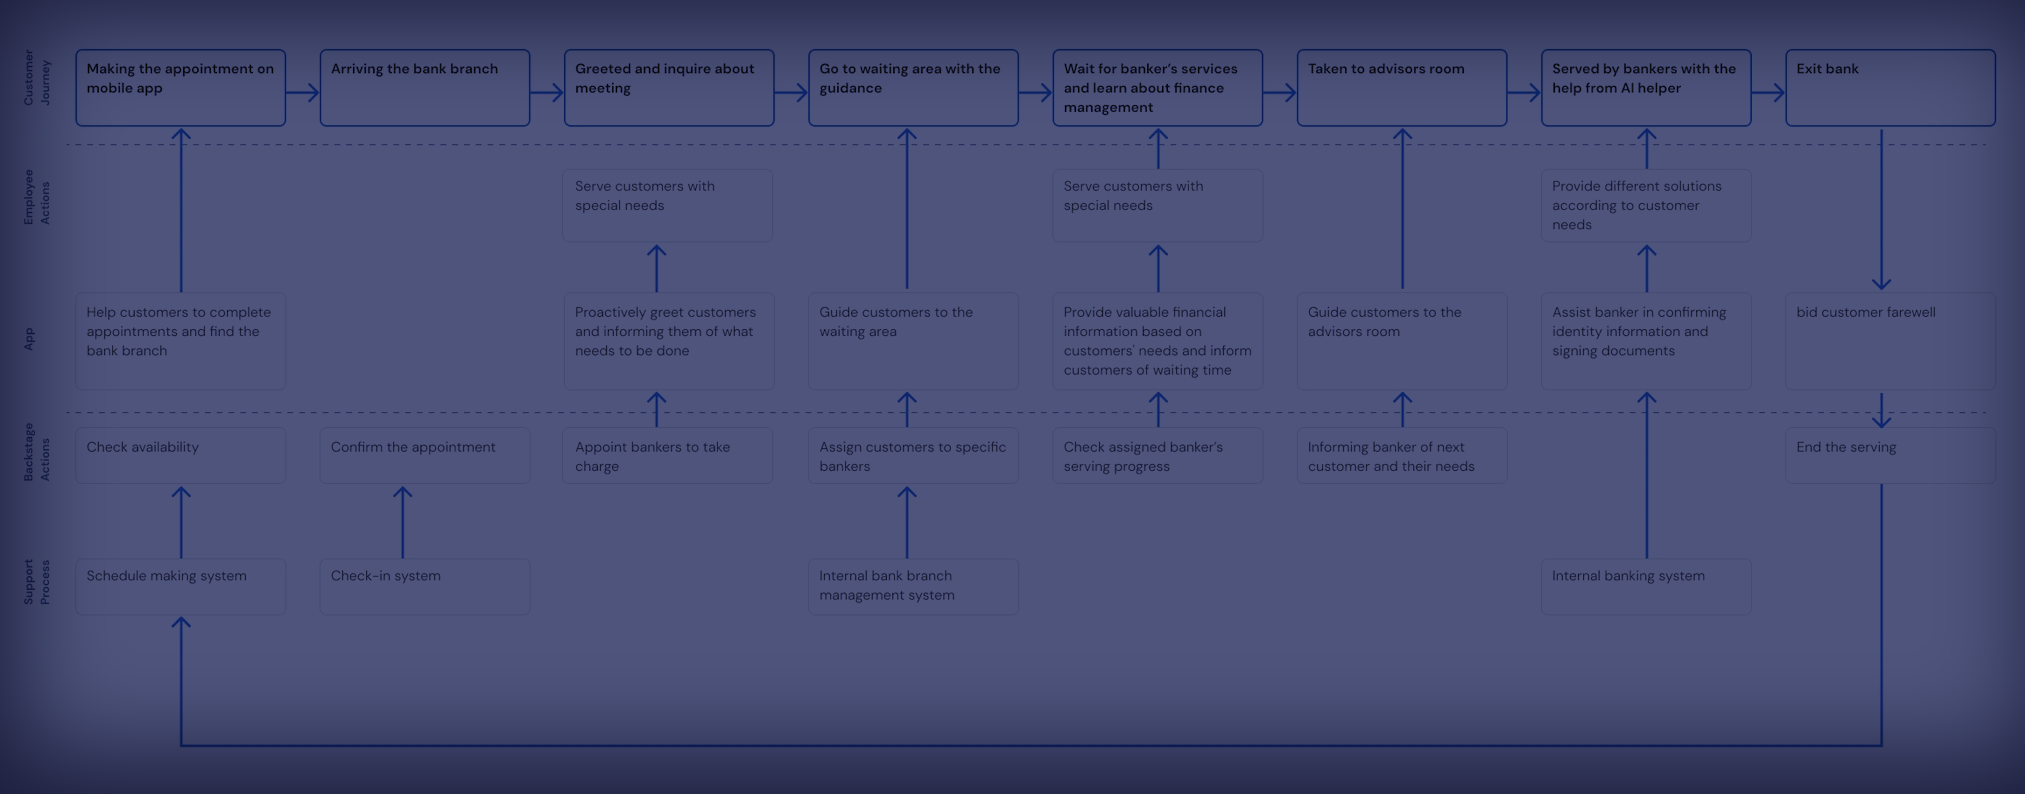 Customer
Journey
Making the appointment on
mobile app
Arriving the bank branch
Greeted and inquire about
meeting
Go to waiting area with the
guidance
Wait for banker's services
and learn about finance
management
Taken to advisors room
Served by bankers with the
help from AI helper
Exit bank
Employee
Actions
Serve customers with
special needs
Serve customers with
special needs
Provide different solutions
according to customer
needs
App
Help customers to complete
appointments and find the
bank branch
Proactively greet customers
and informing them of what
needs to be done
Guide customers to the
waiting area
Provide valuable financial
information based on
customers' needs and inform
customers of waiting time
Guide customers to the
advisors room
Assist banker in confirming
identity information and
signing documents
bid customer farewell
Backstage
Actions
Check availability
Confirm the appointment
Appoint bankers to take
charge
Assign customers to specific
bankers
Check assigned banker's
serving progress
Informing banker of next
customer and their needs
End the serving
Support
Process
Schedule making system
Check-in system
Internal bank branch
management system
Internal banking system